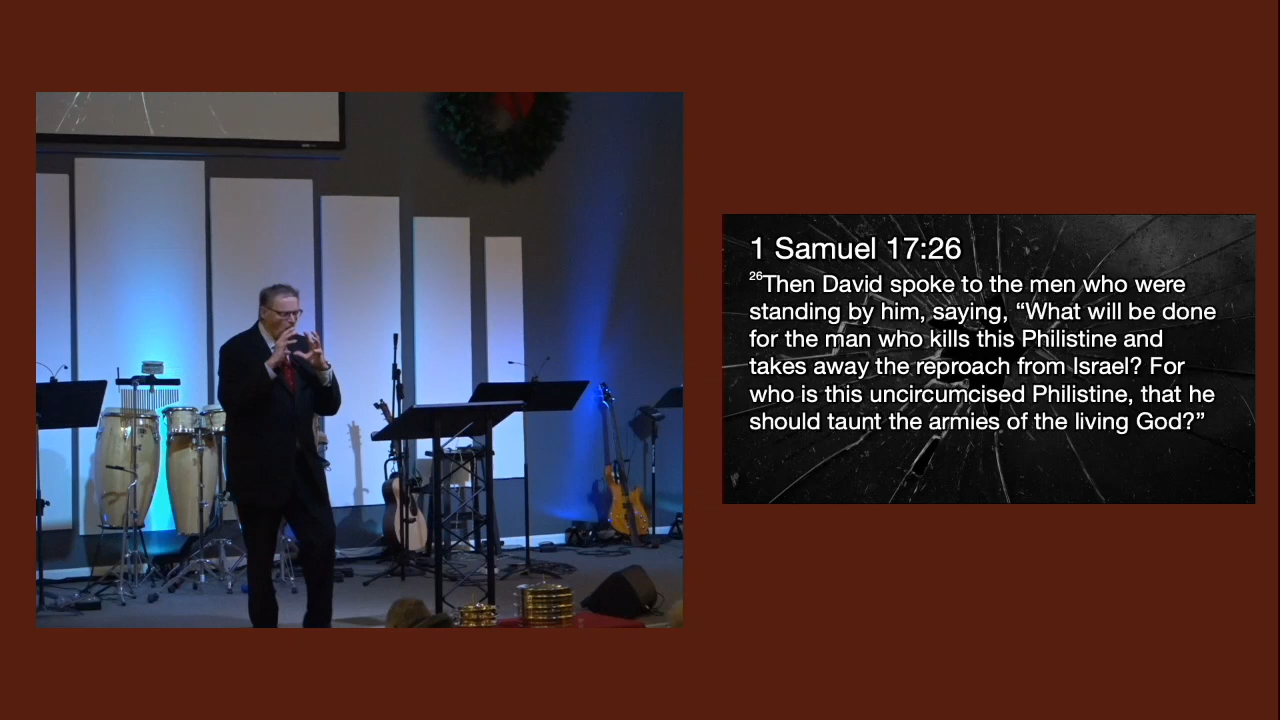 1 Samuel 17:26
26Then David spoke to the men who were
standing by him, saying, “What will be done
for the man who kills this Philistine and
takes away the reproach from Israel? For
who is this uncircumcised Philistine, that he
should taunt the armies of the living God?”